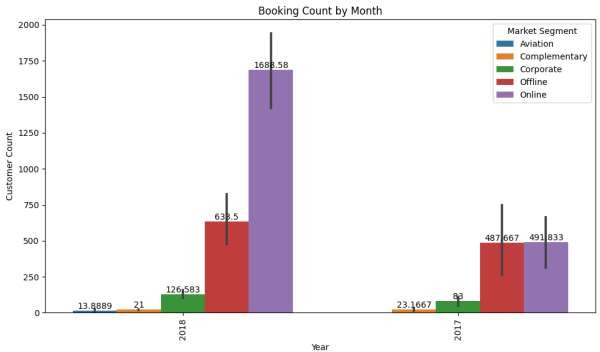 Booking Count by Month
Customer Count
2000
1750
1500
1250
1000
750
500
250
0
Market Segment
Aviation
Complementary
Corporate
Offline
Online
13.8889
21
126.583
633.5
1688.58
23.1667
83
487.667
491.833
2018
2017
Year